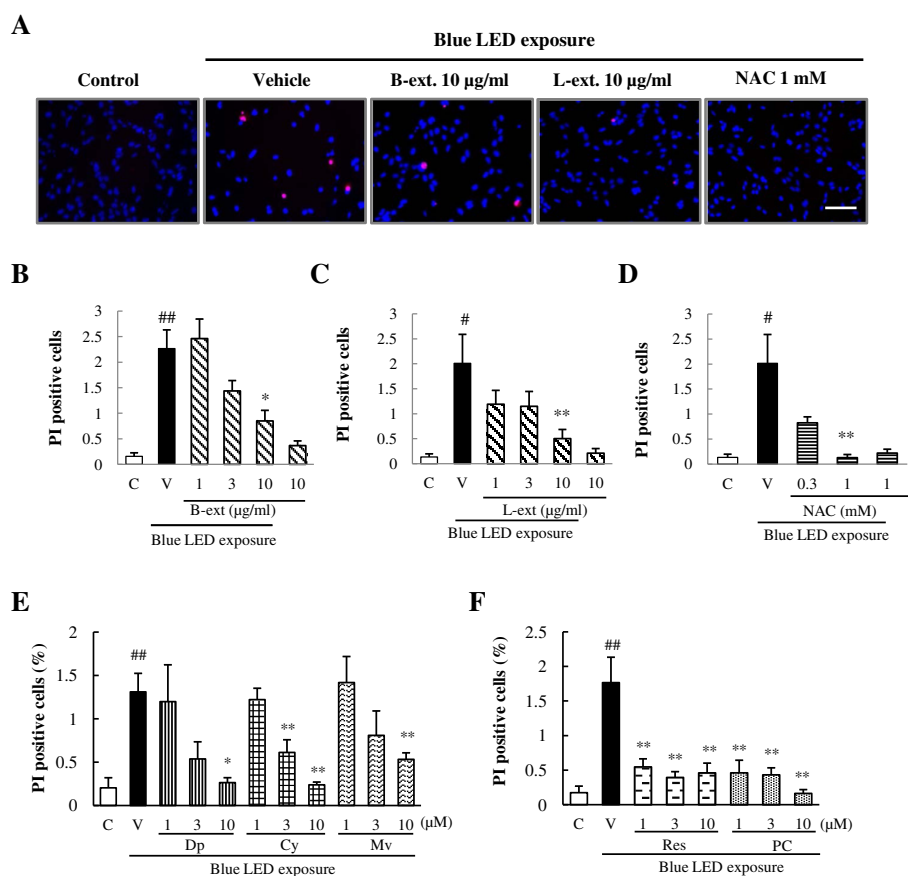 A
Blue LED exposure
Control Vehicle B-ext. 10 µg/ml L-ext. 10 µg/ml NAC 1 mM
B
PI positive cells
3
2.5
2
1.5
1
0.5
0
##
*
C V 1 3 10 10
B-ext (µg/ml)
Blue LED exposure
C
PI positive cells
3
2.5
2
1.5
1
0.5
0
#
**
C V 1 3 10 10
L-ext (µg/ml)
Blue LED exposure
D
PI positive cells
3
2.5
2
1.5
1
0.5
0
#
**
C V 0.3 1 1
NAC (mM)
Blue LED exposure
E
PI positive cells (%)
2
1.5
1
0.5
0
##
*
**
**
**
C V 1 3 10 1 3 10 1 3 10 (µM)
Dp Cy Mv
Blue LED exposure
F
PI positive cells (%)
2.5
2
1.5
1
0.5
0
##
** ** ** ** ** **
C V 1 3 10 1 3 10 (µM)
Res PC
Blue LED exposure